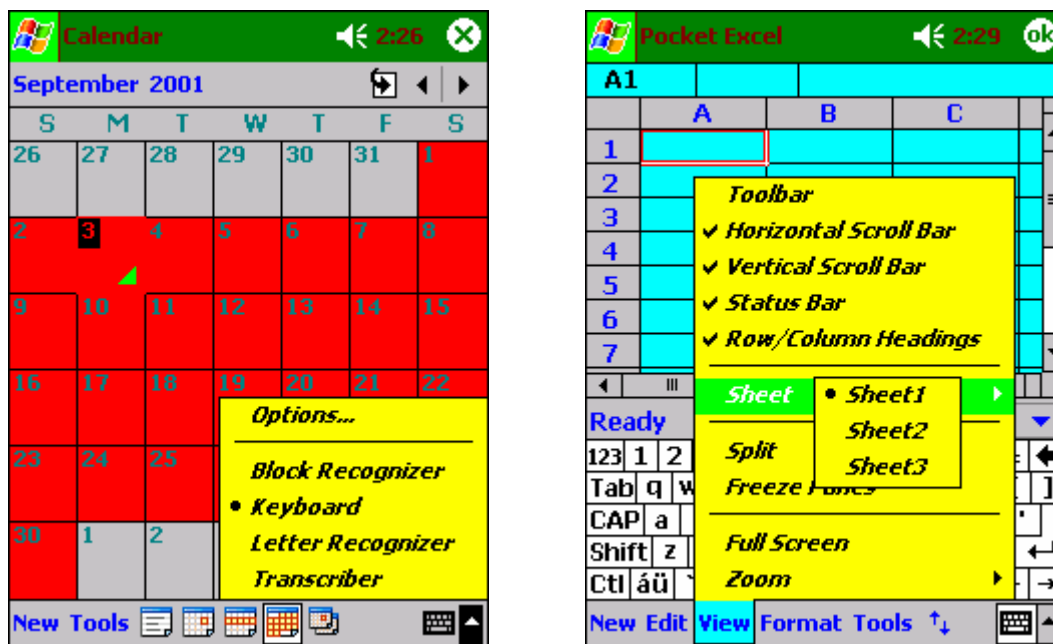 Calendar 2:26
September 2001
S M T W T F S
26 27 28 29 30 31 1
2 3 4 5 6 7 8
9 10 11 12 13 14 15
16 17 18 19 20 21 22
Options...
23 24 25
Block Recognizer
Keyboard
30 1 2
Letter Recognizer
Transcriber
New Tools
Pocket Excel 2:29 ok
A1
A B C
1
2
Toolbar
3
Horizontal Scroll Bar
4
Vertical Scroll Bar
5
Status Bar
6
Row/Column Headings
7
Sheet
Sheet1
Sheet2
Sheet3
Ready
Split
123 1 2
Freeze
Tab q w ]
CAP a '
Full Screen
Shift z
Zoom
Ctl áü `
New Edit View Format Tools